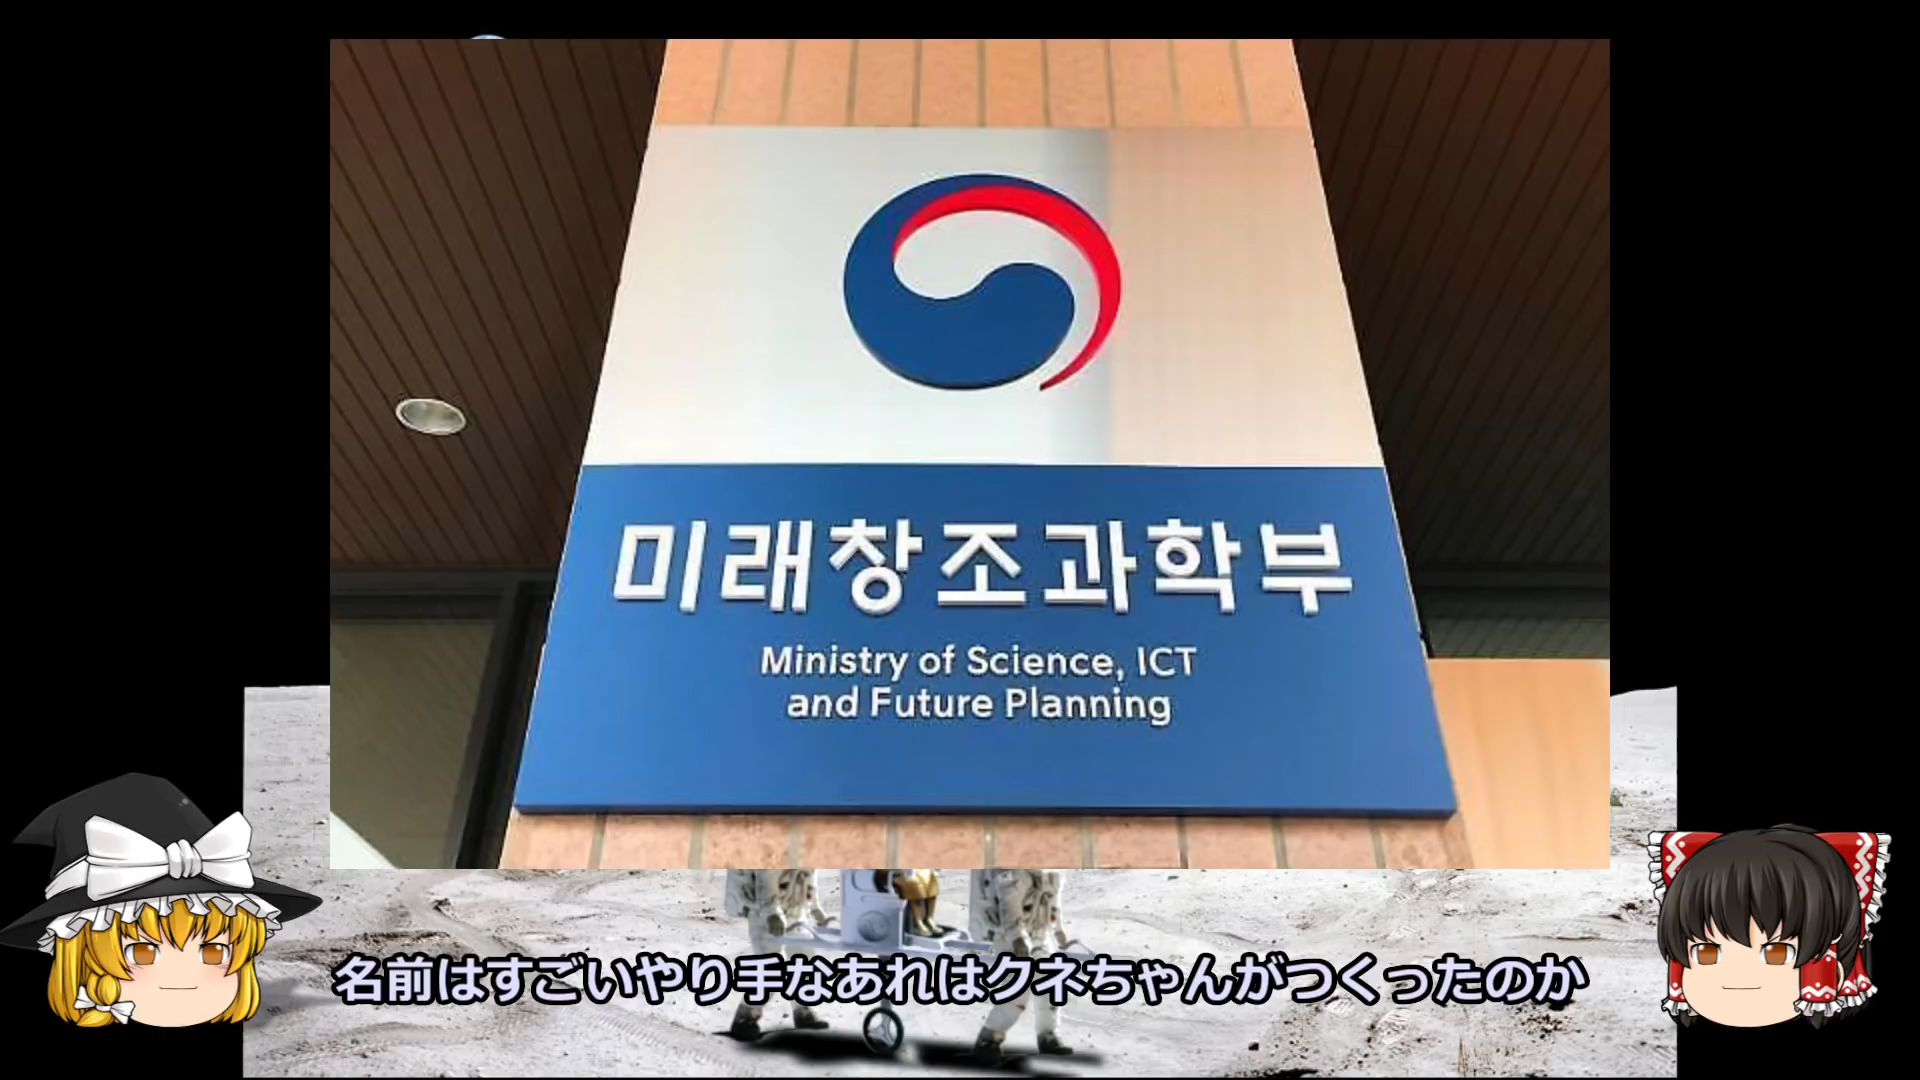 미래창조과학부
Ministry of Science, ICT
and Future Planning
名前はすごいやり手なあれはクネちゃんがつくったのか